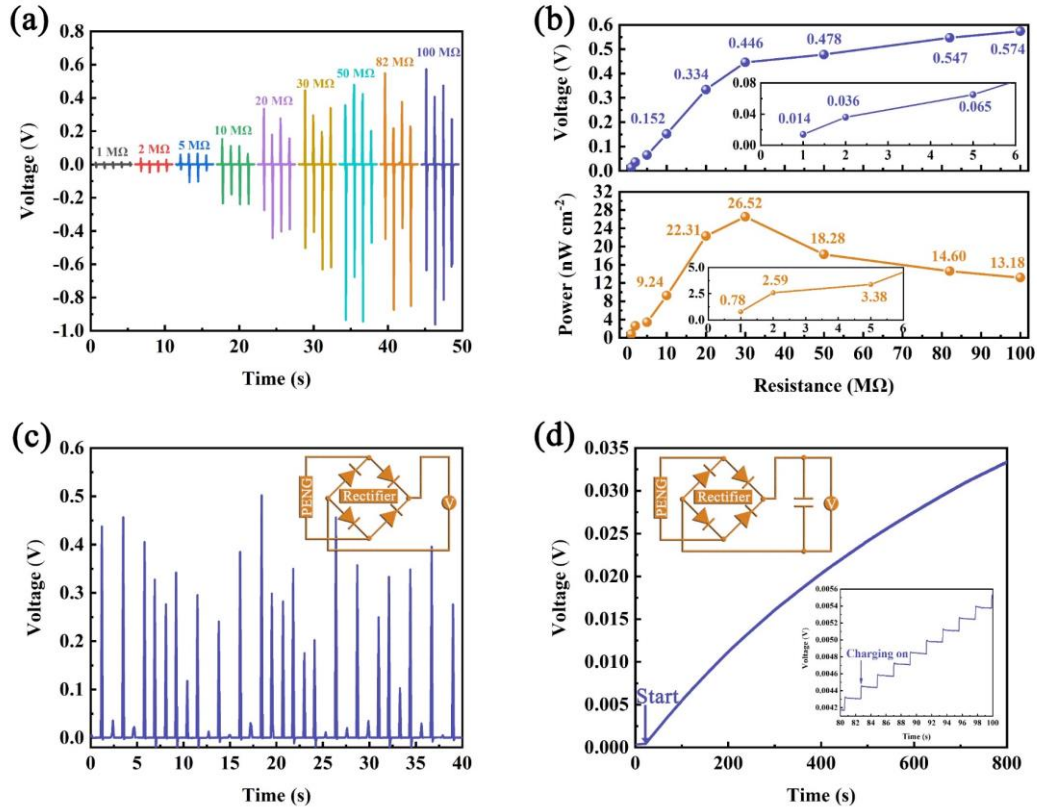 (a)
0.8
0.6
0.4
0.2
0.0
-0.2
-0.4
-0.6
-0.8
-1.0
Voltage (V)
1 MΩ
2 MΩ
5 MΩ
10 MΩ
20 MΩ
30 MΩ
50 MΩ
82 MΩ
100 MΩ
0 10 20 30 40 50
Time (s)
(b)
0.6
0.5
0.4
0.3
0.2
0.1
0.0
Voltage (V)
0.152
0.334
0.446
0.478
0.547
0.574
0.08
0.04
0.00
0.014
0.036
0.065
0 1 2 3 4 5 6
32
28
24
20
16
12
8
4
0
Power (nW cm-2)
9.24
22.31
26.52
18.28
14.60
13.18
5.0
2.5
0.0
0.78
2.59
3.38
0 1 2 3 4 5 6
0 10 20 30 40 50 60 70 80 90 100
Resistance (MΩ)
(c)
0.6
0.5
0.4
0.3
0.2
0.1
0.0
Voltage (V)
PENG
Rectifier
V
0 5 10 15 20 25 30 35 40
Time (s)
(d)
0.035
0.030
0.025
0.020
0.015
0.010
0.005
0.000
Voltage (V)
PENG
Rectifier
V
Start
0.0056
0.0054
0.0052
0.0050
0.0048
0.0046
0.0044
0.0042
Voltage (V)
Charging on
80 82 84 86 88 90 92 94 96 98 100
Time (s)
0 200 400 600 800
Time (s)